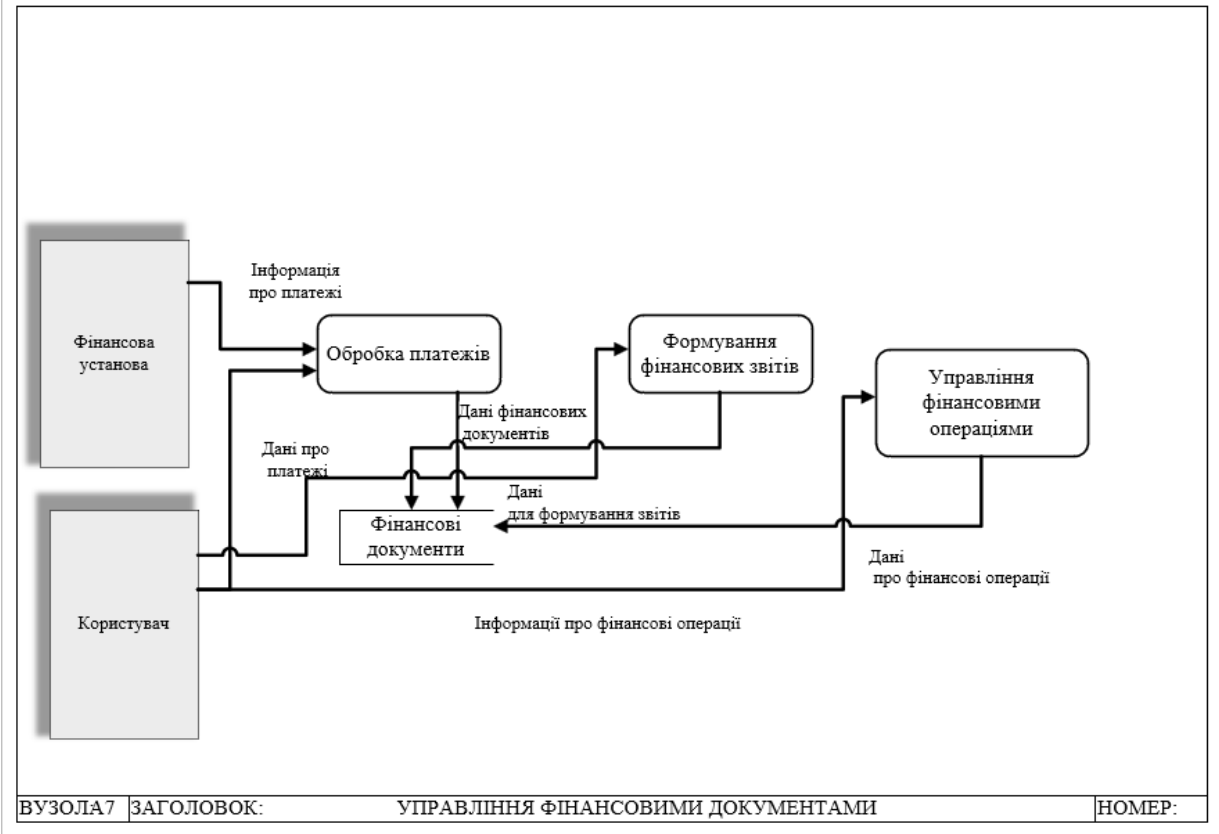 Інформація
про платежі
Фінансова
установа
Обробка платежів
Формування
фінансових звітів
Управління
фінансовими
операціями
Дані фінансових
документів
Дані про
платежі
Дані
для формування звітів
Фінансові
документи
Дані
про фінансові операції
Користувач
Інформації про фінансові операції
ВУЗОЛ:A7 ЗАГОЛОВОК: УПРАВЛІННЯ ФІНАНСОВИМИ ДОКУМЕНТАМИ НОМЕР: